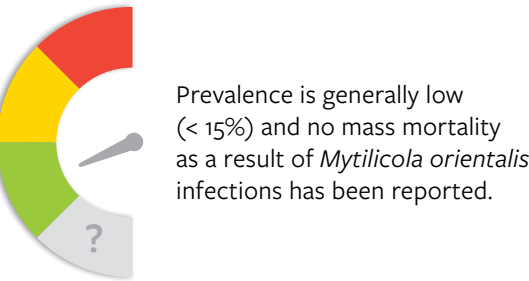 Prevalence is generally low
(< 15%) and no mass mortality
as a result of Mytilicola orientalis
infections has been reported.
?